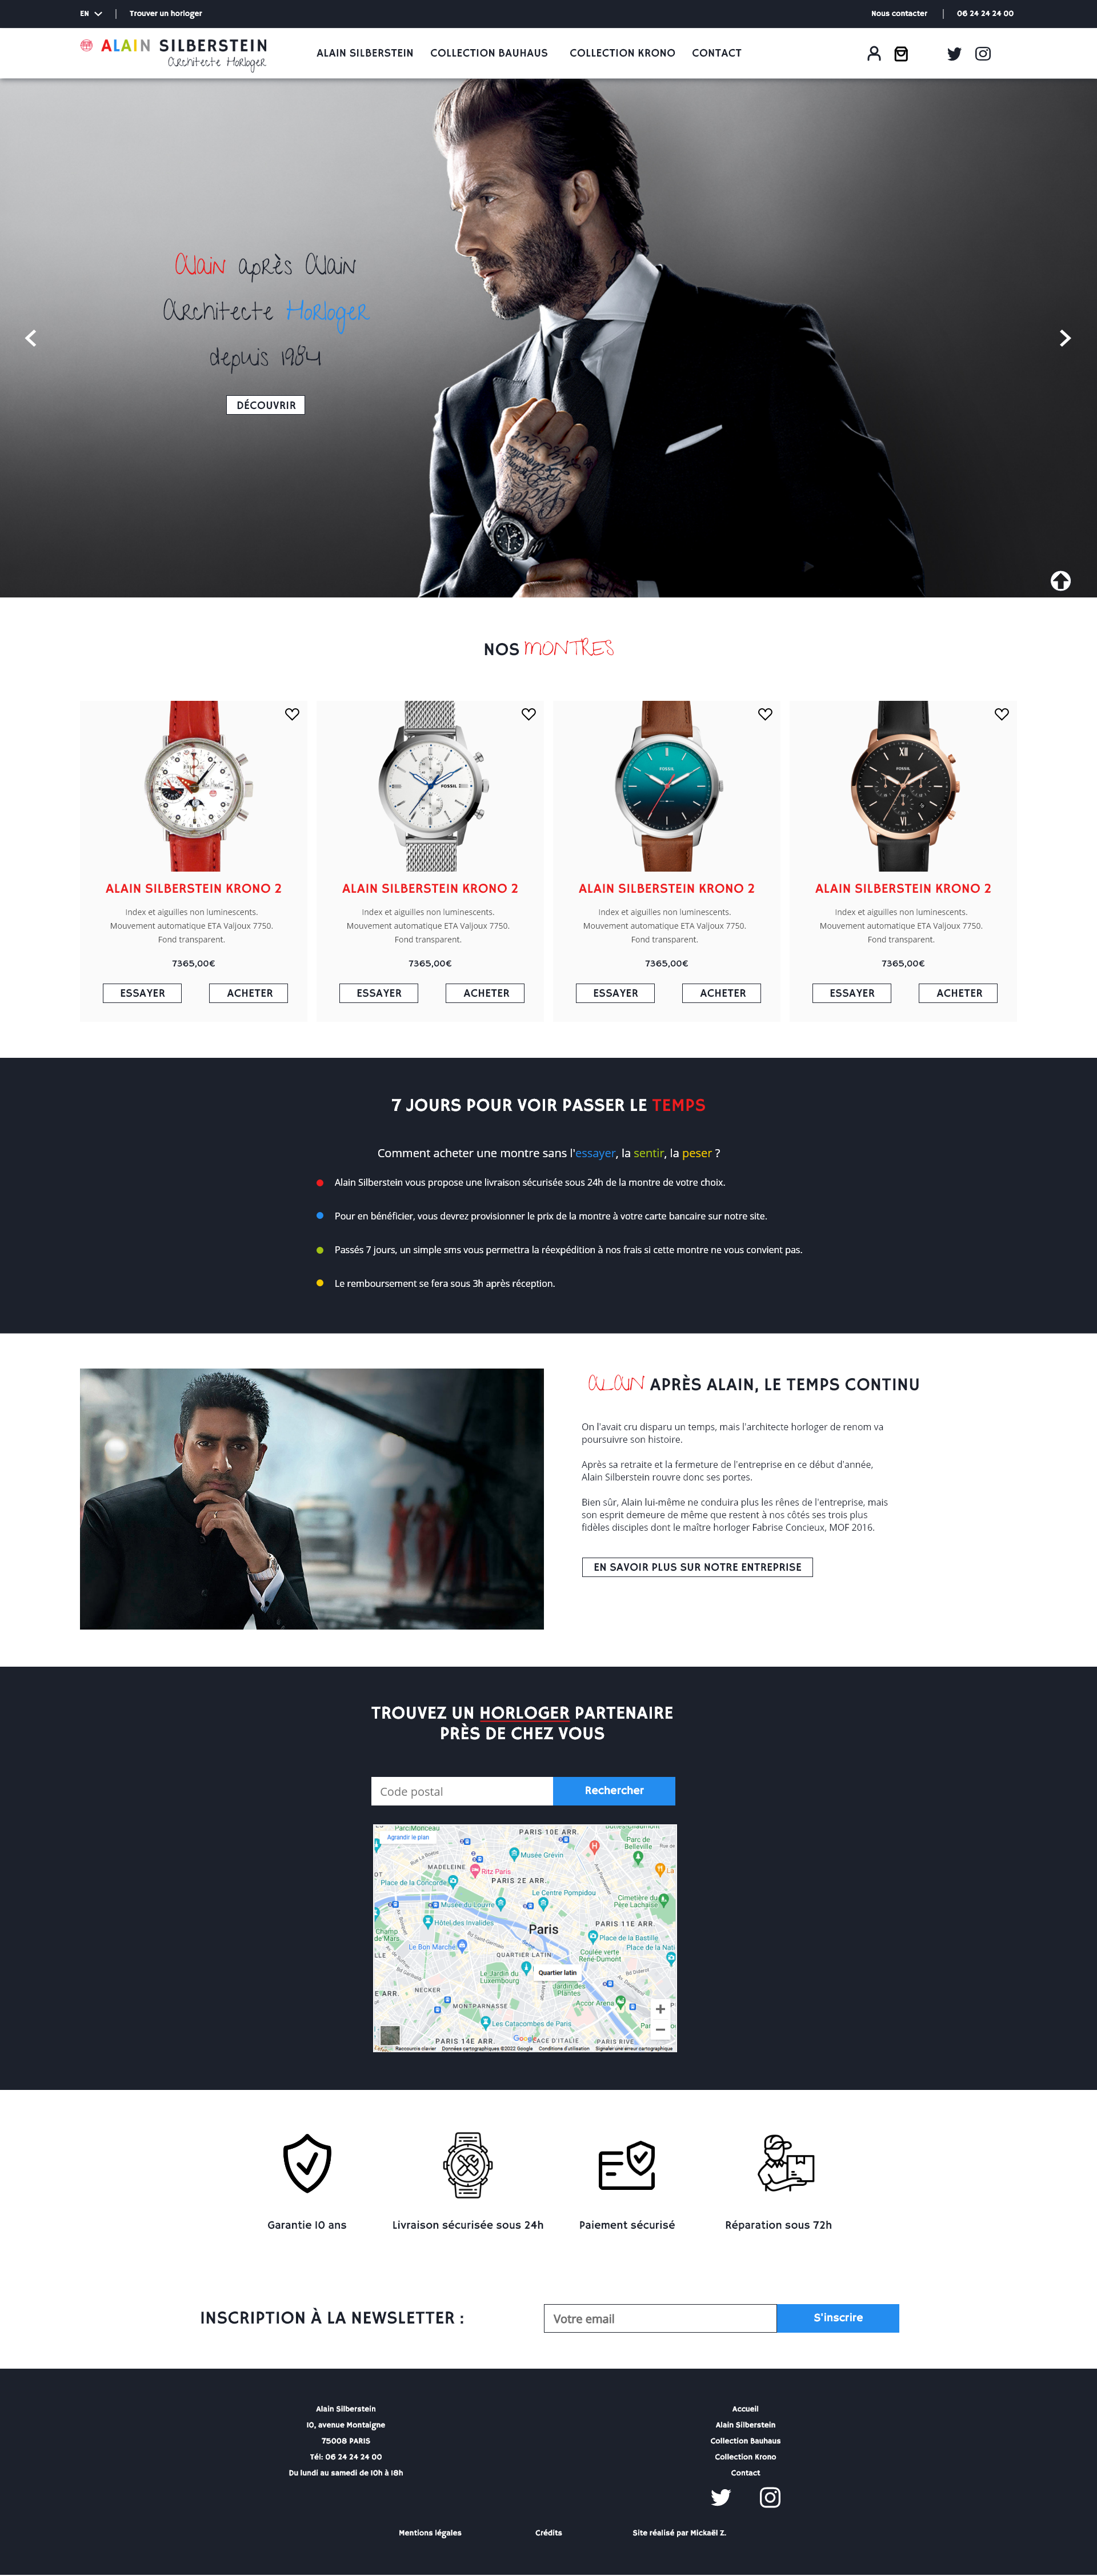 EN
Trouver un horloger
Nous contacter
06 24 24 24 00
ALAIN SILBERSTEIN
Architecte Horloger
ALAIN SILBERSTEIN
COLLECTION BAUHAUS
COLLECTION KRONO
CONTACT
Alain après Alain
Architecte Horloger
depuis 1984
DÉCOUVRIR
NOS MONTRES
FOSSIL
FOSSIL
FOSSIL
ALAIN SILBERSTEIN KRONO 2
Index et aiguilles non luminescents.
Mouvement automatique ETA Valjoux 7750.
Fond transparent.
7365,00€
ESSAYER
ACHETER
ALAIN SILBERSTEIN KRONO 2
Index et aiguilles non luminescents.
Mouvement automatique ETA Valjoux 7750.
Fond transparent.
7365,00€
ESSAYER
ACHETER
ALAIN SILBERSTEIN KRONO 2
Index et aiguilles non luminescents.
Mouvement automatique ETA Valjoux 7750.
Fond transparent.
7365,00€
ESSAYER
ACHETER
ALAIN SILBERSTEIN KRONO 2
Index et aiguilles non luminescents.
Mouvement automatique ETA Valjoux 7750.
Fond transparent.
7365,00€
ESSAYER
ACHETER
7 JOURS POUR VOIR PASSER LE TEMPS
Comment acheter une montre sans l'essayer, la sentir, la peser ?
Alain Silberstein vous propose une livraison sécurisée sous 24h de la montre de votre choix.
Pour en bénéficier, vous devrez provisionner le prix de la montre à votre carte bancaire sur notre site.
Passés 7 jours, un simple sms vous permettra la réexpédition à nos frais si cette montre ne vous convient pas.
Le remboursement se fera sous 3h après réception.
ALAIN APRÈS ALAIN, LE TEMPS CONTINU
On l'avait cru disparu un temps, mais l'architecte horloger de renom va
poursuivre son histoire.
Après sa retraite et la fermeture de l'entreprise en ce début d'année,
Alain Silberstein rouvre donc ses portes.
Bien sûr, Alain lui-même ne conduira plus les rênes de l'entreprise, mais
son esprit demeure de même que restent à nos côtés ses trois plus
fidèles disciples dont le maître horloger Fabrise Concieux, MOF 2016.
EN SAVOIR PLUS SUR NOTRE ENTREPRISE
TROUVEZ UN HORLOGER PARTENAIRE
PRÈS DE CHEZ VOUS
Code postal
Rechercher
Parc Monceau
PARIS 10E ARR.
Agrandir le plan
Parc de
Belleville
Musée Grévin
MADELEINE
Ritz Paris
Place de la Concorde
PARIS 2E ARR.
Le Centre Pompidou
Musée du Louvre
Cimetière du
Père Lachaise
Hôtel des Invalides
Paris
PARIS 11E ARR.
Champ
de Mars
Place de la Bastille
Le Bon Marché
Bd Saint-Germain
QUARTIER LATIN
Coulée verte
René-Dumont
Place de la Nati
Le Jardin du
Luxembourg
Quartier latin
Bd Diderot
Jardin des
Plantes
NECKER
Accor Arena
MONTPARNASSE
Les Catacombes de Paris
PARIS 14E ARR.
Google
PLACE D'ITALIE
PARIS RIVE
Raccourcis clavier
Données cartographiques ©2022 Google
Conditions d'utilisation
Signaler une erreur cartographique
Garantie 10 ans
Livraison sécurisée sous 24h
Paiement sécurisé
Réparation sous 72h
INSCRIPTION À LA NEWSLETTER :
Votre email
S'inscrire
Alain Silberstein
10, avenue Montaigne
75008 PARIS
Tél: 06 24 24 24 00
Du lundi au samedi de 10h à 18h
Accueil
Alain Silberstein
Collection Bauhaus
Collection Krono
Contact
Mentions légales
Crédits
Site réalisé par Mickaël Z.